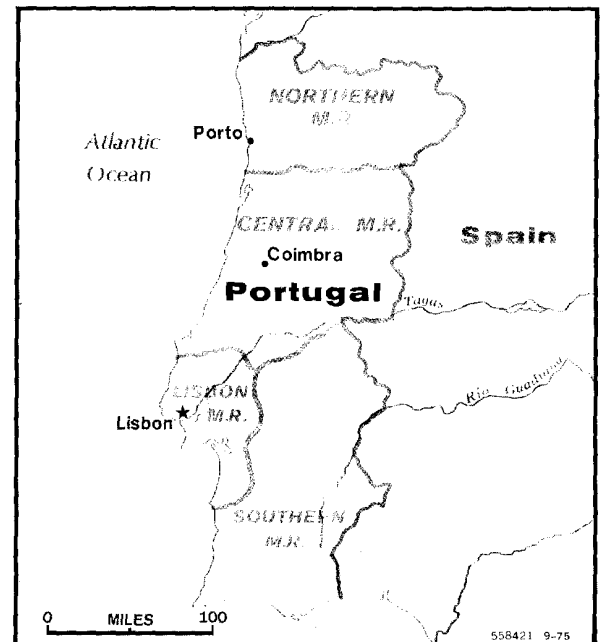 NORTHERN
M.R.
Atlantic
Ocean
Porto
CENTRAL M.R.
Spain
Coimbra
Portugal
Tagus
LISBON
M.R.
Rio Guadiana
Lisbon
SOUTHERN
M.R.
0 MILES 100
558421 9-75